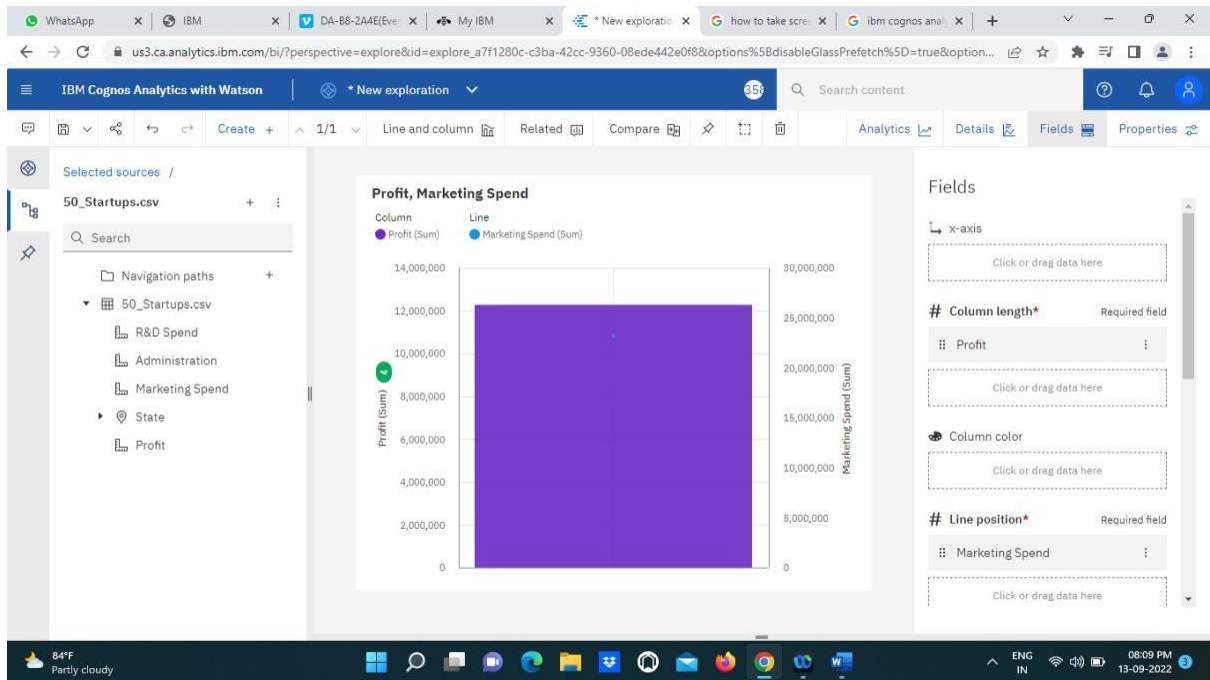 WhatsApp
IBM
DA-B8-2A4E(Ever
My IBM
* New exploratio
how to take scre
ibm cognos anal
us3.ca.analytics.ibm.com/bi/?perspective=explore&id=explore_a7f1280c-c3ba-42cc-9360-08ede442e0f8&options%5BdisableGlassPrefetch%5D=true&option...
IBM Cognos Analytics with Watson
* New exploration
Search content
Create +
1/1
Line and column
Related
Compare
Analytics
Details
Fields
Properties
Selected sources /
50_Startups.csv
Search
Navigation paths
50_Startups.csv
R&D Spend
Administration
Marketing Spend
State
Profit
Profit, Marketing Spend
Column
Line
Profit (Sum)
Marketing Spend (Sum)
14,000,000
12,000,000
10,000,000
8,000,000
6,000,000
4,000,000
2,000,000
0
Profit (Sum)
30,000,000
25,000,000
20,000,000
15,000,000
10,000,000
5,000,000
0
Marketing Spend (Sum)
Fields
x-axis
Click or drag data here
# Column length*
Required field
Profit
Click or drag data here
Column color
Click or drag data here
# Line position*
Required field
Marketing Spend
Click or drag data here
84°F
Partly cloudy
ENG
IN
08:09 PM
13-09-2022
3